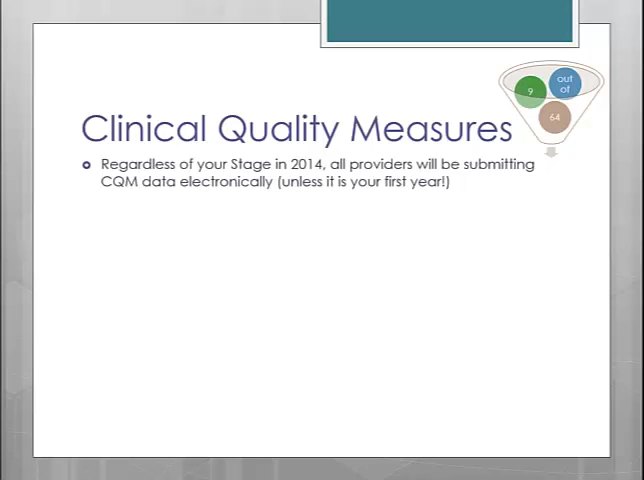 9
out
of
64
Clinical Quality Measures
Regardless of your Stage in 2014, all providers will be submitting
CQM data electronically (unless it is your first year!)